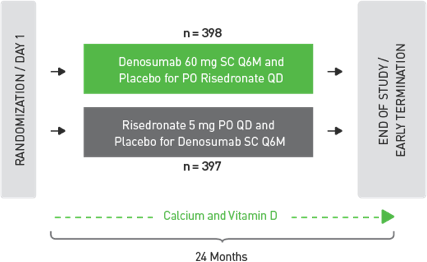 RANDOMIZATION / DAY 1
n = 398
Denosumab 60 mg SC Q6M and
Placebo for PO Risedronate QD
Risedronate 5 mg PO QD and
Placebo for Denosumab SC Q6M
n = 397
END OF STUDY /
EARLY TERMINATION
Calcium and Vitamin D
24 Months